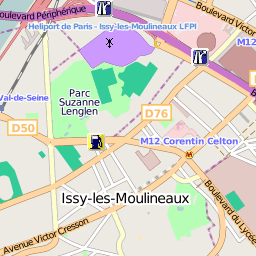 Boulevard Périphérique
Boulevard Victor
Heliport de Paris - Issy-les-Moulineaux LFPI
M12
Val-de-Seine
Parc
Suzanne
Lenglen
D76
D50
M12 Corentin Celton
Issy-les-Moulineaux
Avenue Victor Cresson
Boulevard du Lycée